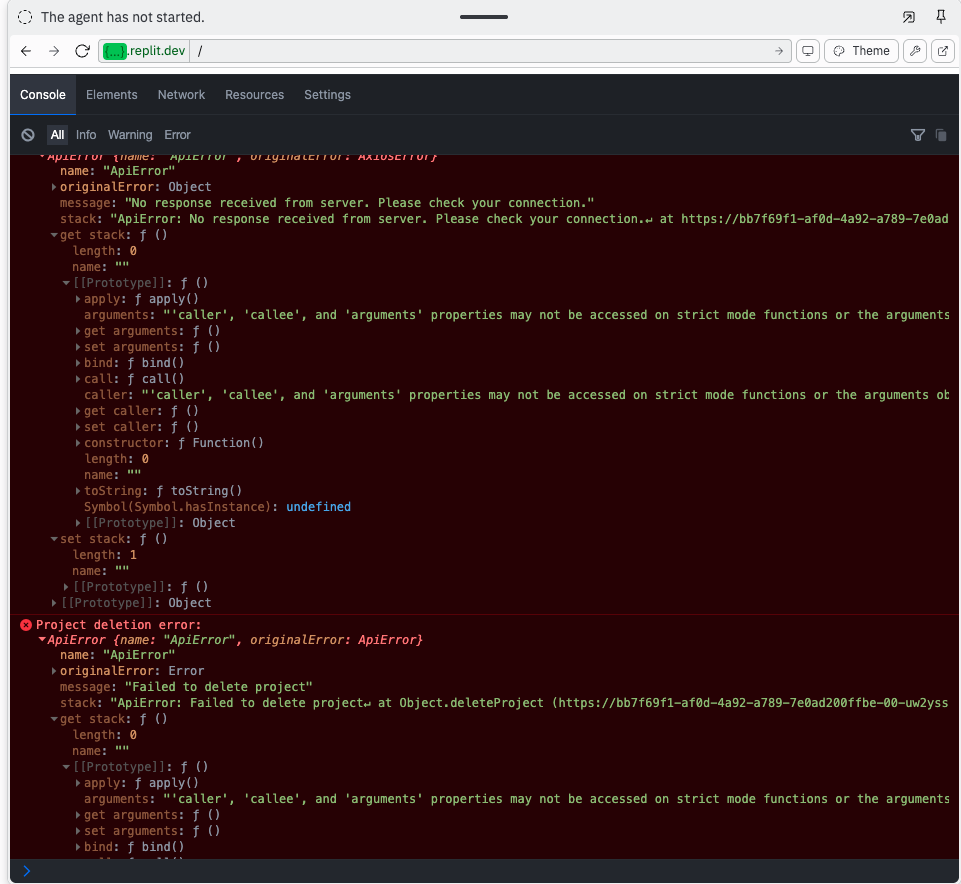 The agent has not started.
{...}.replit.dev /
Theme
Console Elements Network Resources Settings
All Info Warning Error
▾ApiError {name: "ApiError", originalError: AxiosError}
name: "ApiError"
▸originalError: Object
message: "No response received from server. Please check your connection."
stack: "ApiError: No response received from server. Please check your connection.↵ at https://bb7f69f1-af0d-4a92-a789-7e0ad
▾get stack: ƒ ()
length: 0
name: ""
▾[[Prototype]]: ƒ ()
▸apply: ƒ apply()
arguments: "'caller', 'callee', and 'arguments' properties may not be accessed on strict mode functions or the arguments
▸get arguments: ƒ ()
▸set arguments: ƒ ()
▸bind: ƒ bind()
▸call: ƒ call()
caller: "'caller', 'callee', and 'arguments' properties may not be accessed on strict mode functions or the arguments ob
▸get caller: ƒ ()
▸set caller: ƒ ()
▸constructor: ƒ Function()
length: 0
name: ""
▸toString: ƒ toString()
Symbol(Symbol.hasInstance): undefined
▸[[Prototype]]: Object
▾set stack: ƒ ()
length: 1
name: ""
▸[[Prototype]]: ƒ ()
▸[[Prototype]]: Object
Project deletion error:
▾ApiError {name: "ApiError", originalError: ApiError}
name: "ApiError"
▸originalError: Error
message: "Failed to delete project"
stack: "ApiError: Failed to delete project↵ at Object.deleteProject (https://bb7f69f1-af0d-4a92-a789-7e0ad200ffbe-00-uw2yss
▾get stack: ƒ ()
length: 0
name: ""
▾[[Prototype]]: ƒ ()
▸apply: ƒ apply()
arguments: "'caller', 'callee', and 'arguments' properties may not be accessed on strict mode functions or the arguments
▸get arguments: ƒ ()
▸set arguments: ƒ ()
▸bind: ƒ bind()